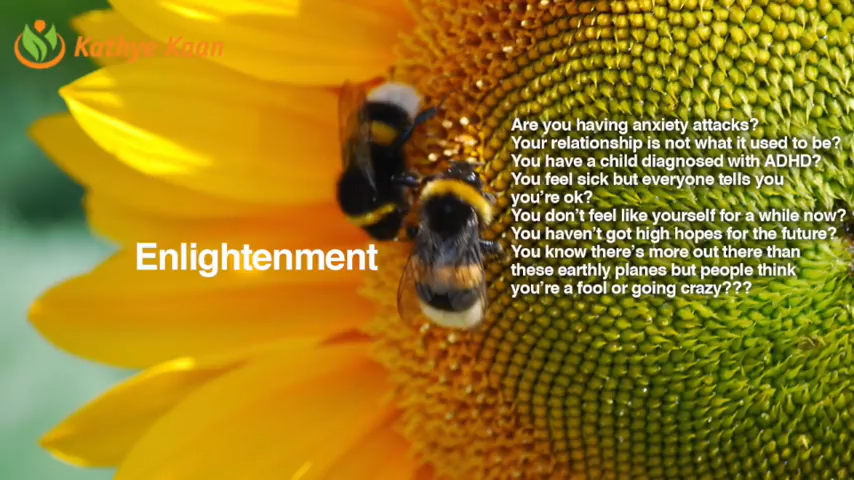 Kathye Kaan
Enlightenment
Are you having anxiety attacks?
Your relationship is not what it used to be?
You have a child diagnosed with ADHD?
You feel sick but everyone tells you
you're ok?
You don't feel like yourself for a while now?
You haven't got high hopes for the future?
You know there's more out there than
these earthly planes but people think
you're a fool or going crazy???